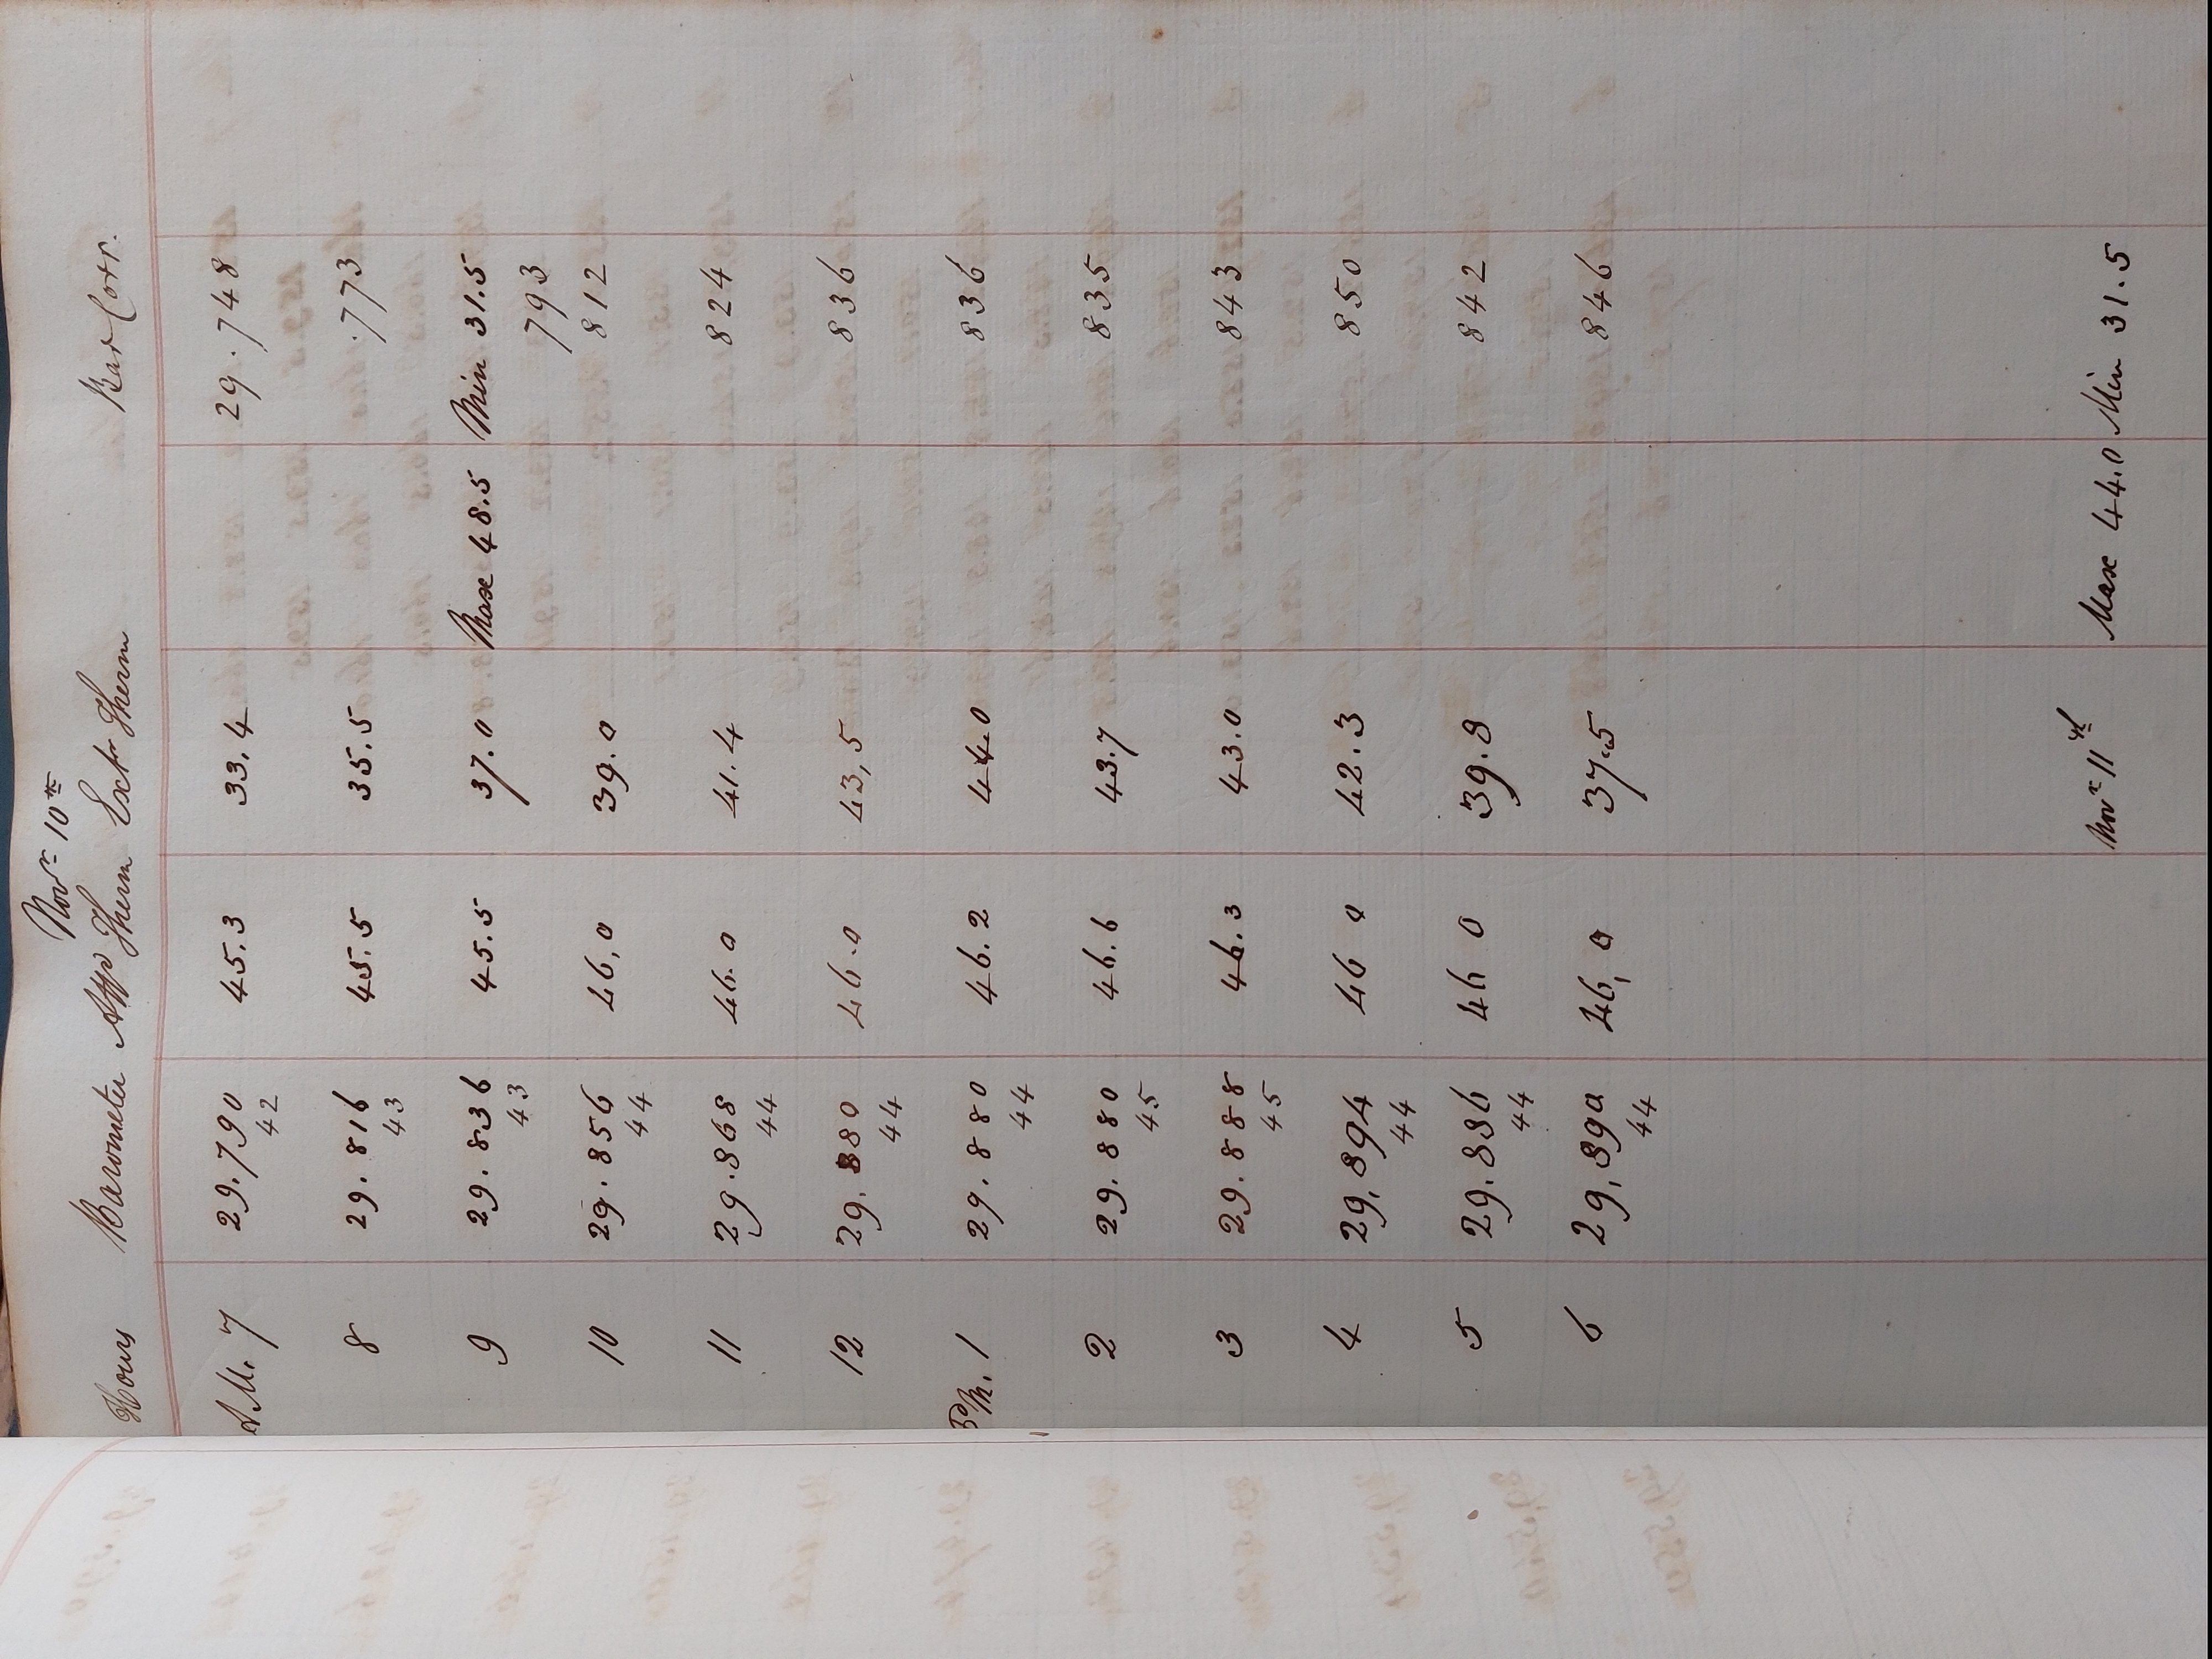 Novr 10th
Hours Barometer Attd Therm Extr Therm Bar Corr.
A.M. 7 29.790 45.3 33.4 29.748
42
8 29.816 45.5 35.5 .773
43
9 29.836 45.5 37.0 Max 48.5 Min 31.5
43 793
10 29.856 46,0 39.0 812
44
11 29.868 46.0 41.4 824
44
12 29.880 46.0 43,5 836
44
P.M. 1 29.880 46.2 44.0 836
44
2 29.880 46.6 43.7 835
45
3 29.888 46.3 43.0 843
45
4 29,894 46 0 42.3 850
44
5 29.886 46 0 39.8 842
44
6 29,890 46,0 37.5 846
44
Novr 11th Max 44.0 Min 31.5